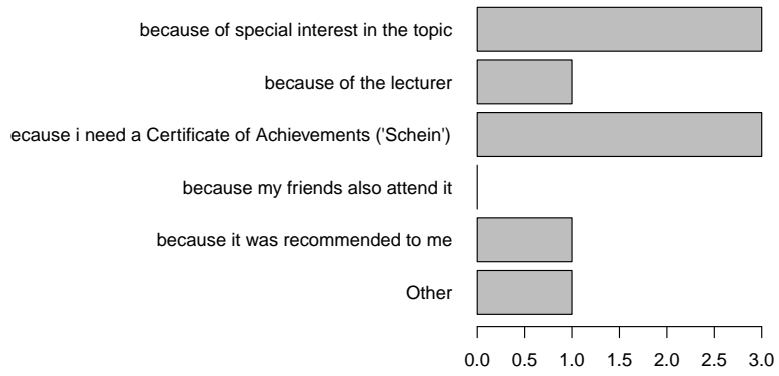 because of special interest in the topic
because of the lecturer
ecause i need a Certificate of Achievements ('Schein')
because my friends also attend it
because it was recommended to me
Other
0.0 0.5 1.0 1.5 2.0 2.5 3.0